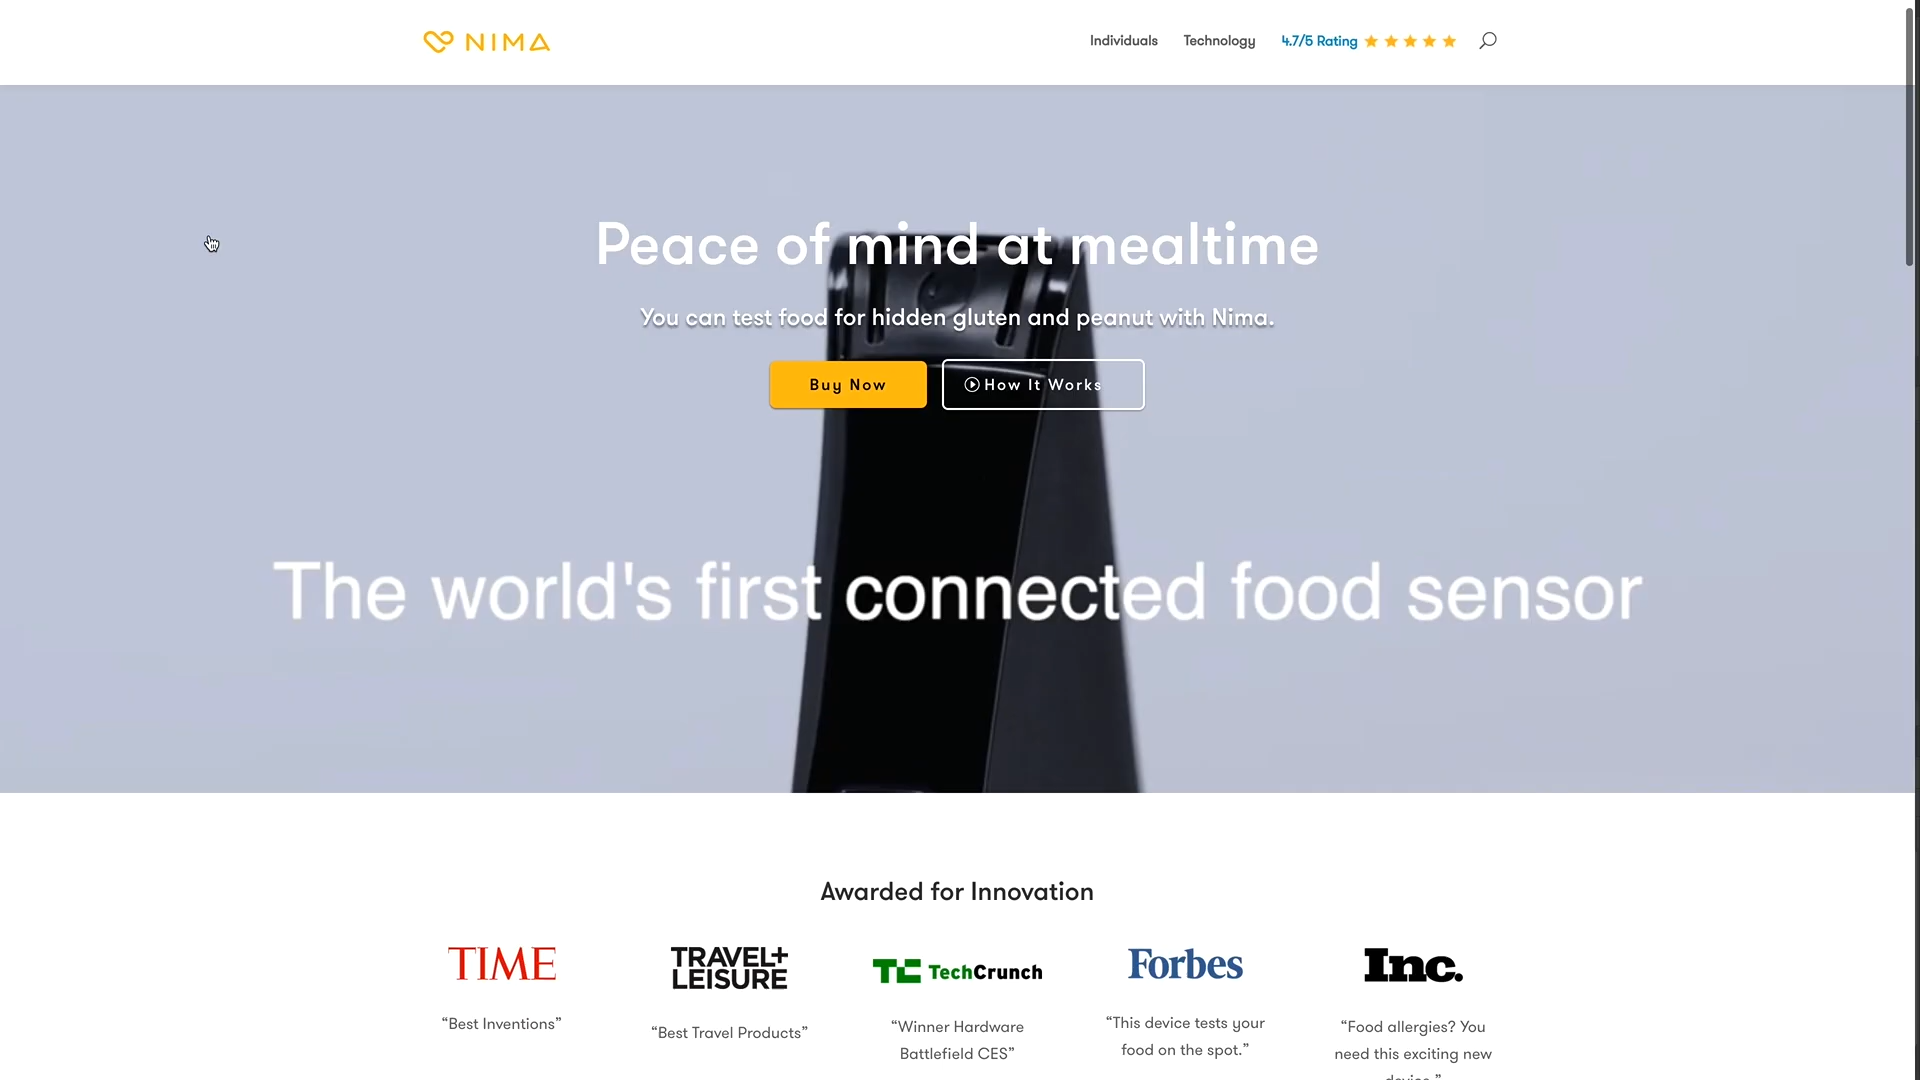 NIMA
Individuals
Technology
4.7/5 Rating
Peace of mind at mealtime
You can test food for hidden gluten and peanut with Nima.
Buy Now
How It Works
The world's first connected food sensor
Awarded for Innovation
TIME
“Best Inventions”
TRAVEL+
LEISURE
“Best Travel Products”
TC TechCrunch
“Winner Hardware
Battlefield CES”
Forbes
“This device tests your
food on the spot.”
Inc.
“Food allergies? You
need this exciting new
device.”